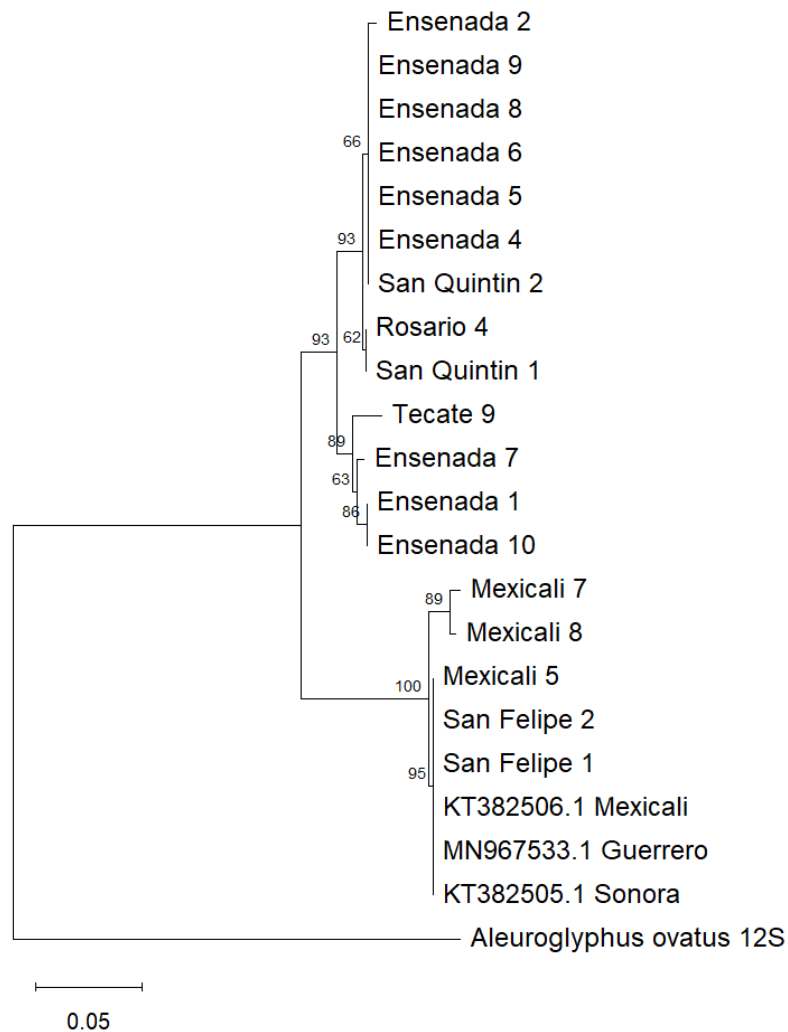 Ensenada 2
Ensenada 9
Ensenada 8
66
Ensenada 6
Ensenada 5
93
Ensenada 4
San Quintin 2
Rosario 4
93
62
San Quintin 1
Tecate 9
89
Ensenada 7
63
Ensenada 1
86
Ensenada 10
Mexicali 7
89
Mexicali 8
Mexicali 5
100
San Felipe 2
San Felipe 1
95
KT382506.1 Mexicali
MN967533.1 Guerrero
KT382505.1 Sonora
Aleuroglyphus ovatus 12S
0.05